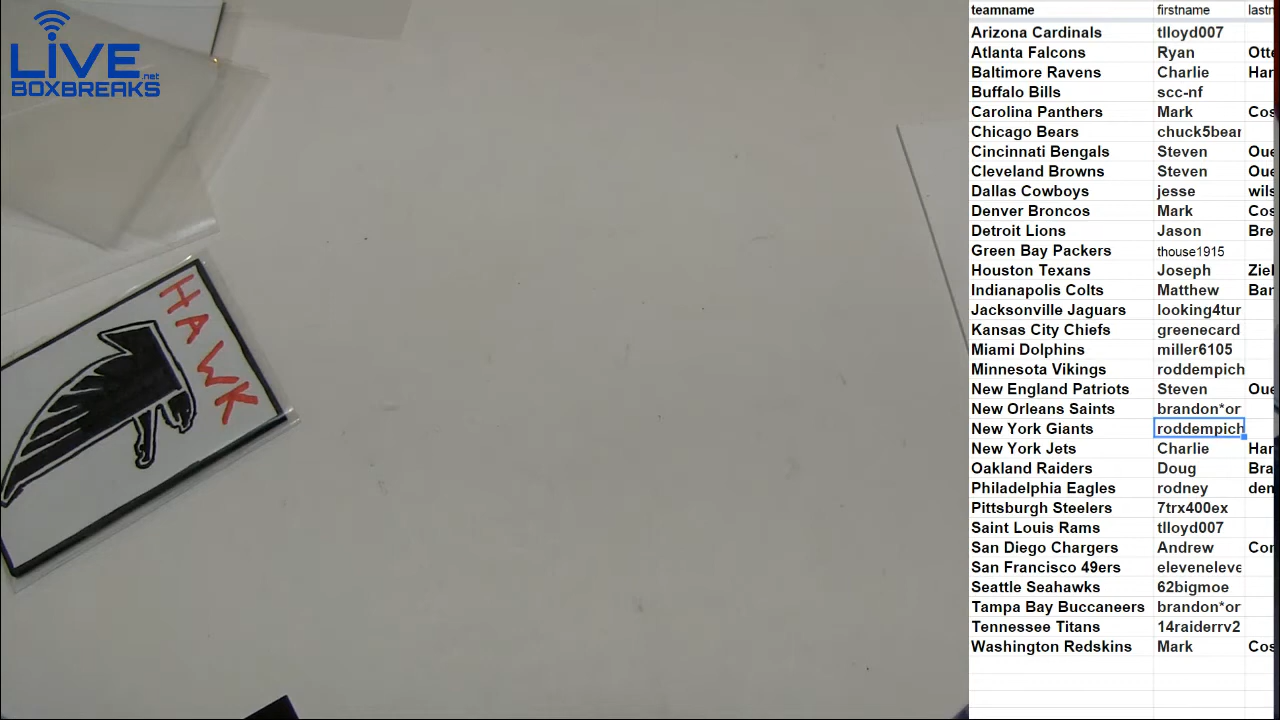 LIVE.net
BOXBREAKS
HAWK
teamname firstname
Arizona Cardinals tlloyd007
Atlanta Falcons Ryan
Baltimore Ravens Charlie
Buffalo Bills scc-nf
Carolina Panthers Mark
Chicago Bears chuck5bear
Cincinnati Bengals Steven
Cleveland Browns Steven
Dallas Cowboys jesse
Denver Broncos Mark
Detroit Lions Jason
Green Bay Packers thouse1915
Houston Texans Joseph
Indianapolis Colts Matthew
Jacksonville Jaguars looking4tur
Kansas City Chiefs greenecard
Miami Dolphins miller6105
Minnesota Vikings roddempich
New England Patriots Steven
New Orleans Saints brandon*or
New York Giants roddempich
New York Jets Charlie
Oakland Raiders Doug
Philadelphia Eagles rodney
Pittsburgh Steelers 7trx400ex
Saint Louis Rams tlloyd007
San Diego Chargers Andrew
San Francisco 49ers eleveneleve
Seattle Seahawks 62bigmoe
Tampa Bay Buccaneers brandon*or
Tennessee Titans 14raiderrv2
Washington Redskins Mark